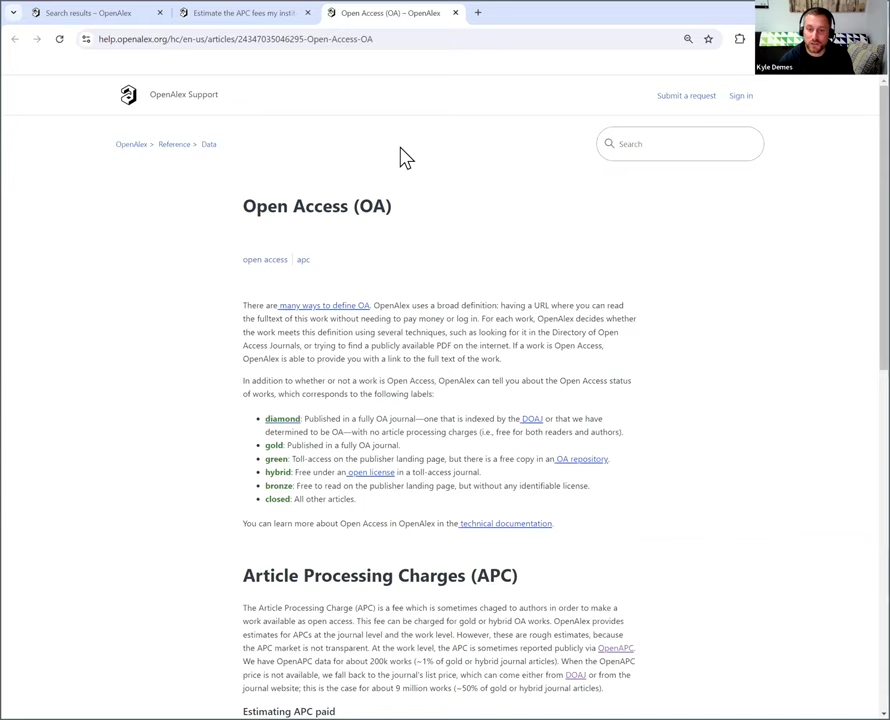 Search results – OpenAlex
Estimate the APC fees my insti
Open Access (OA) – OpenAlex
help.openalex.org/hc/en-us/articles/24347035046295-Open-Access-OA
Kyle Demes
OpenAlex Support
Submit a request
Sign in
OpenAlex > Reference > Data
Search
Open Access (OA)
open access
apc
There are many ways to define OA. OpenAlex uses a broad definition: having a URL where you can read
the fulltext of this work without needing to pay money or log in. For each work, OpenAlex decides whether
the work meets this definition using several techniques, such as looking for it in the Directory of Open
Access Journals, or trying to find a publicly available PDF on the internet. If a work is Open Access,
OpenAlex is able to provide you with a link to the full text of the work.
In addition to whether or not a work is Open Access, OpenAlex can tell you about the Open Access status
of works, which corresponds to the following labels:
• diamond: Published in a fully OA journal—one that is indexed by the DOAJ or that we have
determined to be OA—with no article processing charges (i.e., free for both readers and authors).
• gold: Published in a fully OA journal.
• green: Toll-access on the publisher landing page, but there is a free copy in an OA repository.
• hybrid: Free under an open license in a toll-access journal.
• bronze: Free to read on the publisher landing page, but without any identifiable license.
• closed: All other articles.
You can learn more about Open Access in OpenAlex in the technical documentation.
Article Processing Charges (APC)
The Article Processing Charge (APC) is a fee which is sometimes chaged to authors in order to make a
work available as open access. This fee can be charged for gold or hybrid OA works. OpenAlex provides
estimates for APCs at the journal level and the work level. However, these are rough estimates, because
the APC market is not transparent. At the work level, the APC is sometimes reported publicly via OpenAPC.
We have OpenAPC data for about 200k works (~1% of gold or hybrid journal articles). When the OpenAPC
price is not available, we fall back to the journal's list price, which can come either from DOAJ or from the
journal website; this is the case for about 9 million works (~50% of gold or hybrid journal articles).
Estimating APC paid